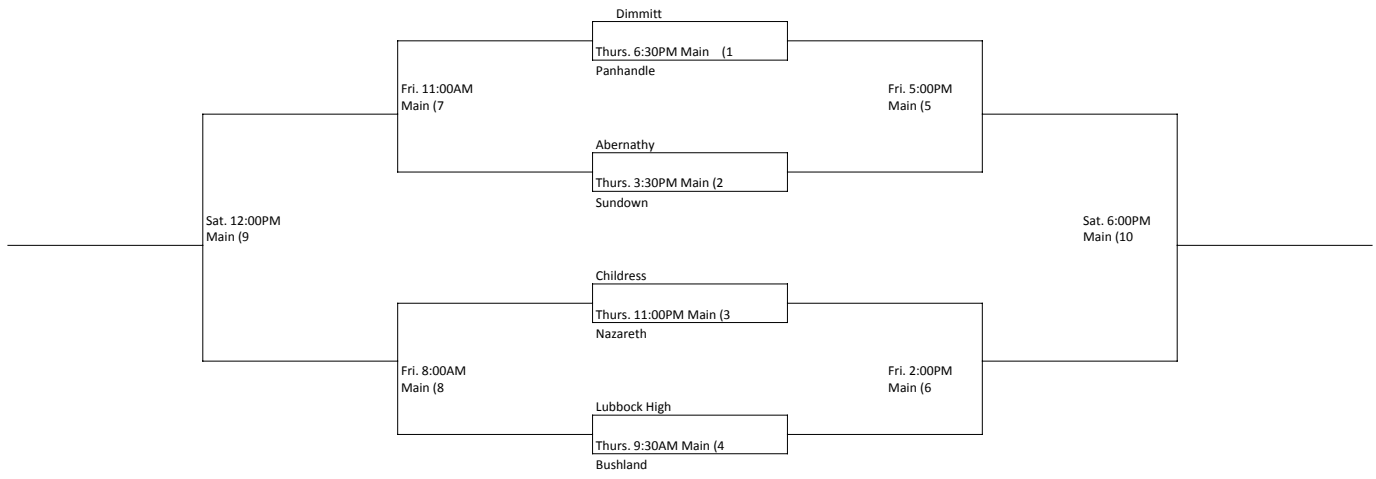 Dimmitt
Thurs. 6:30PM Main (1
Panhandle
Fri. 11:00AM
Main (7
Fri. 5:00PM
Main (5
Abernathy
Thurs. 3:30PM Main (2
Sundown
Sat. 12:00PM
Main (9
Sat. 6:00PM
Main (10
Childress
Thurs. 11:00PM Main (3
Nazareth
Fri. 8:00AM
Main (8
Fri. 2:00PM
Main (6
Lubbock High
Thurs. 9:30AM Main (4
Bushland